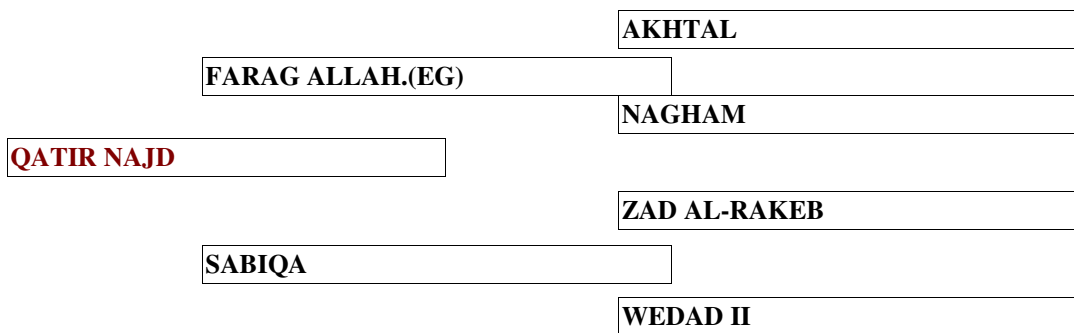 AKHTAL
FARAG ALLAH.(EG)
NAGHAM
QATIR NAJD
ZAD AL-RAKEB
SABIQA
WEDAD II